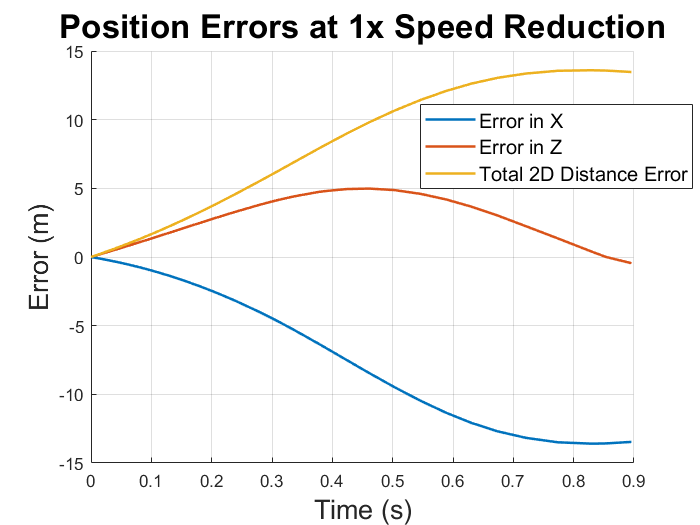 Position Errors at 1x Speed Reduction
15
10
5
0
-5
-10
-15
Error (m)
Error in X
Error in Z
Total 2D Distance Error
0 0.1 0.2 0.3 0.4 0.5 0.6 0.7 0.8 0.9
Time (s)